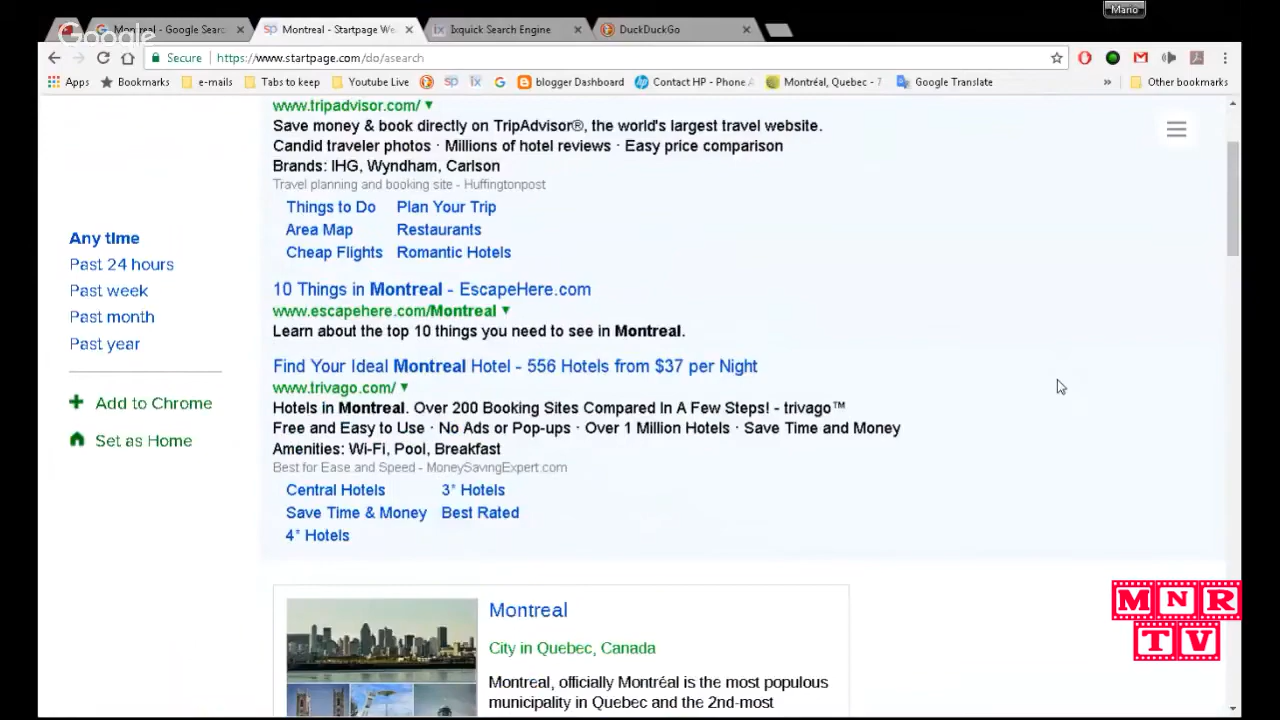 Mario
Montreal - Google Sear
Montreal - Startpage We
Ixquick Search Engine
DuckDuckGo
Google
Secure
https://www.startpage.com/do/asearch
Apps
Bookmarks
e-mails
Tabs to keep
Youtube Live
blogger Dashboard
Contact HP - Phone
Montréal, Quebec - 7
Google Translate
Other bookmarks
www.tripadvisor.com/
Save money & book directly on TripAdvisor®, the world's largest travel website.
Candid traveler photos · Millions of hotel reviews · Easy price comparison
Brands: IHG, Wyndham, Carlson
Travel planning and booking site - Huffingtonpost
Things to Do Plan Your Trip
Area Map Restaurants
Cheap Flights Romantic Hotels
Any time
Past 24 hours
Past week
Past month
Past year
Add to Chrome
Set as Home
10 Things in Montreal - EscapeHere.com
www.escapehere.com/Montreal
Learn about the top 10 things you need to see in Montreal.
Find Your Ideal Montreal Hotel - 556 Hotels from $37 per Night
www.trivago.com/
Hotels in Montreal. Over 200 Booking Sites Compared In A Few Steps! - trivago™
Free and Easy to Use · No Ads or Pop-ups · Over 1 Million Hotels · Save Time and Money
Amenities: Wi-Fi, Pool, Breakfast
Best for Ease and Speed - MoneySavingExpert.com
Central Hotels 3* Hotels
Save Time & Money Best Rated
4* Hotels
Montreal
City in Quebec, Canada
Montreal, officially Montréal is the most populous
municipality in Quebec and the 2nd-most
MNR
TV